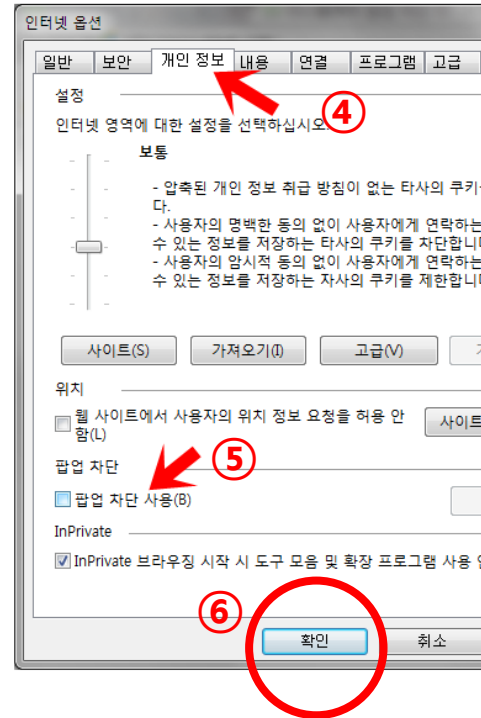 인터넷 옵션
일반 보안 개인 정보 내용 연결 프로그램 고급
설정
④
인터넷 영역에 대한 설정을 선택하십시오.
보통
- 압축된 개인 정보 취급 방침이 없는 타사의 쿠키
다.
- 사용자의 명백한 동의 없이 사용자에게 연락하는
수 있는 정보를 저장하는 타사의 쿠키를 차단합니
- 사용자의 암시적 동의 없이 사용자에게 연락하는
수 있는 정보를 저장하는 자사의 쿠키를 제한합니
사이트(S) 가져오기(I) 고급(V)
위치
웹 사이트에서 사용자의 위치 정보 요청을 허용 안
함(L)
사이트
팝업 차단
⑤
팝업 차단 사용(B)
InPrivate
InPrivate 브라우징 시작 시 도구 모음 및 확장 프로그램 사용
⑥
확인 취소